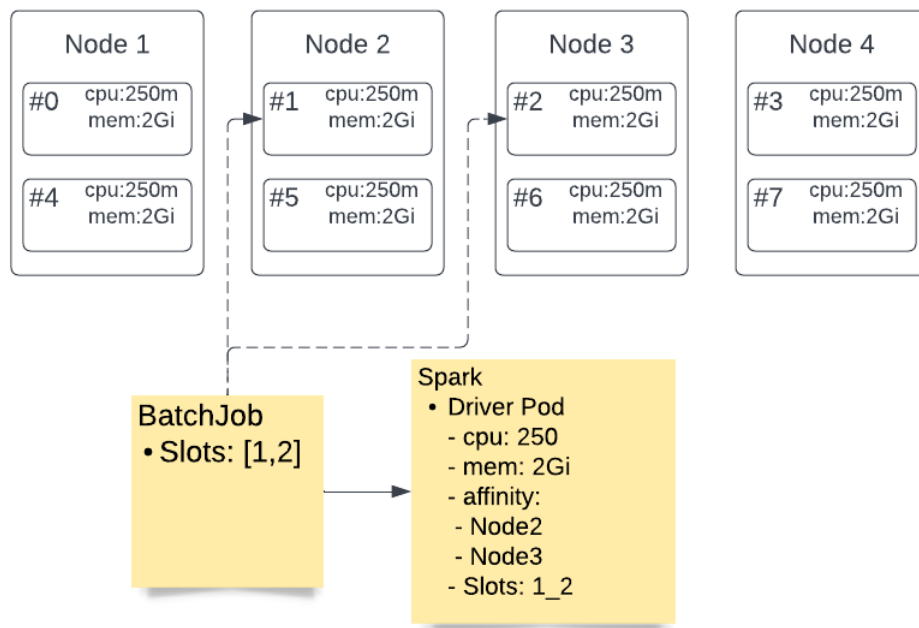 Node 1
#0 cpu:250m
mem:2Gi
#4 cpu:250m
mem:2Gi
Node 2
#1 cpu:250m
mem:2Gi
#5 cpu:250m
mem:2Gi
Node 3
#2 cpu:250m
mem:2Gi
#6 cpu:250m
mem:2Gi
Node 4
#3 cpu:250m
mem:2Gi
#7 cpu:250m
mem:2Gi
BatchJob
• Slots: [1,2]
Spark
• Driver Pod
- cpu: 250
- mem: 2Gi
- affinity:
- Node2
- Node3
- Slots: 1_2